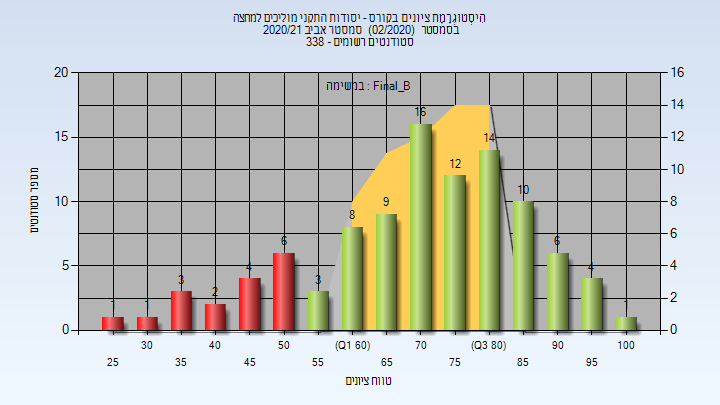 היסטוגרמת ציונים בקורס - יסודות התקני מוליכים למחצה
בסמסטר (02/2020) סמסטר אביב 2020/21
סטודנטים רשומים - 338
במשימה : Final_B
20 15 10 5 0
16 14 12 10 8 6 4 2 0
מספר סטודנטים
1 1 3 2 4 6 3 8 9 16 12 14 10 6 4 1
30 40 50 (Q1 60) 70 (Q3 80) 90 100
25 35 45 55 65 75 85 95
טווח ציונים